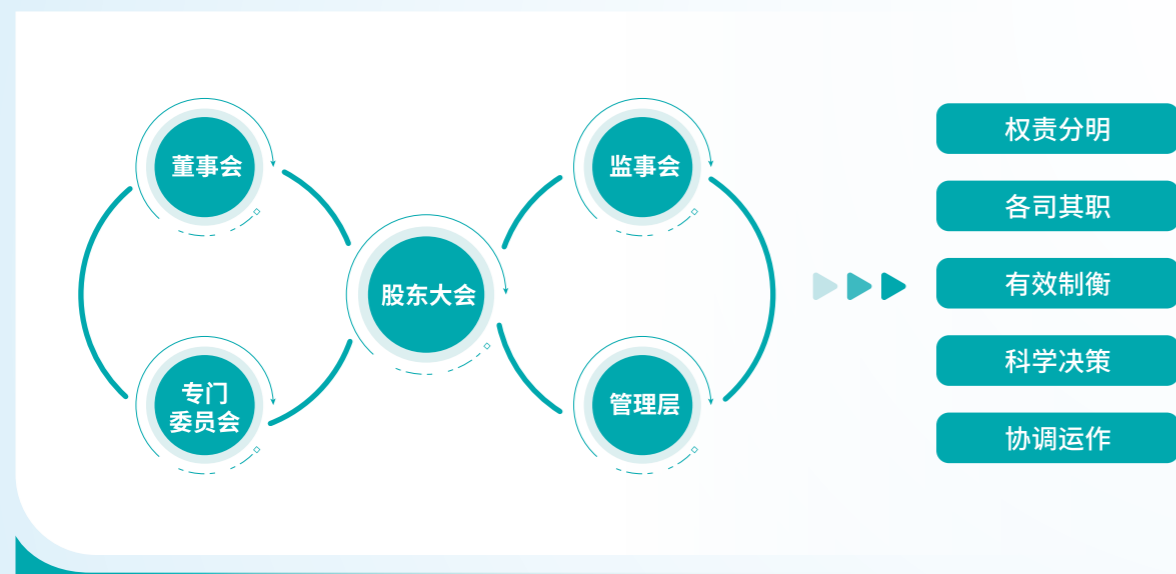 董事会
监事会
股东大会
专门
委员会
管理层
权责分明
各司其职
有效制衡
科学决策
协调运作